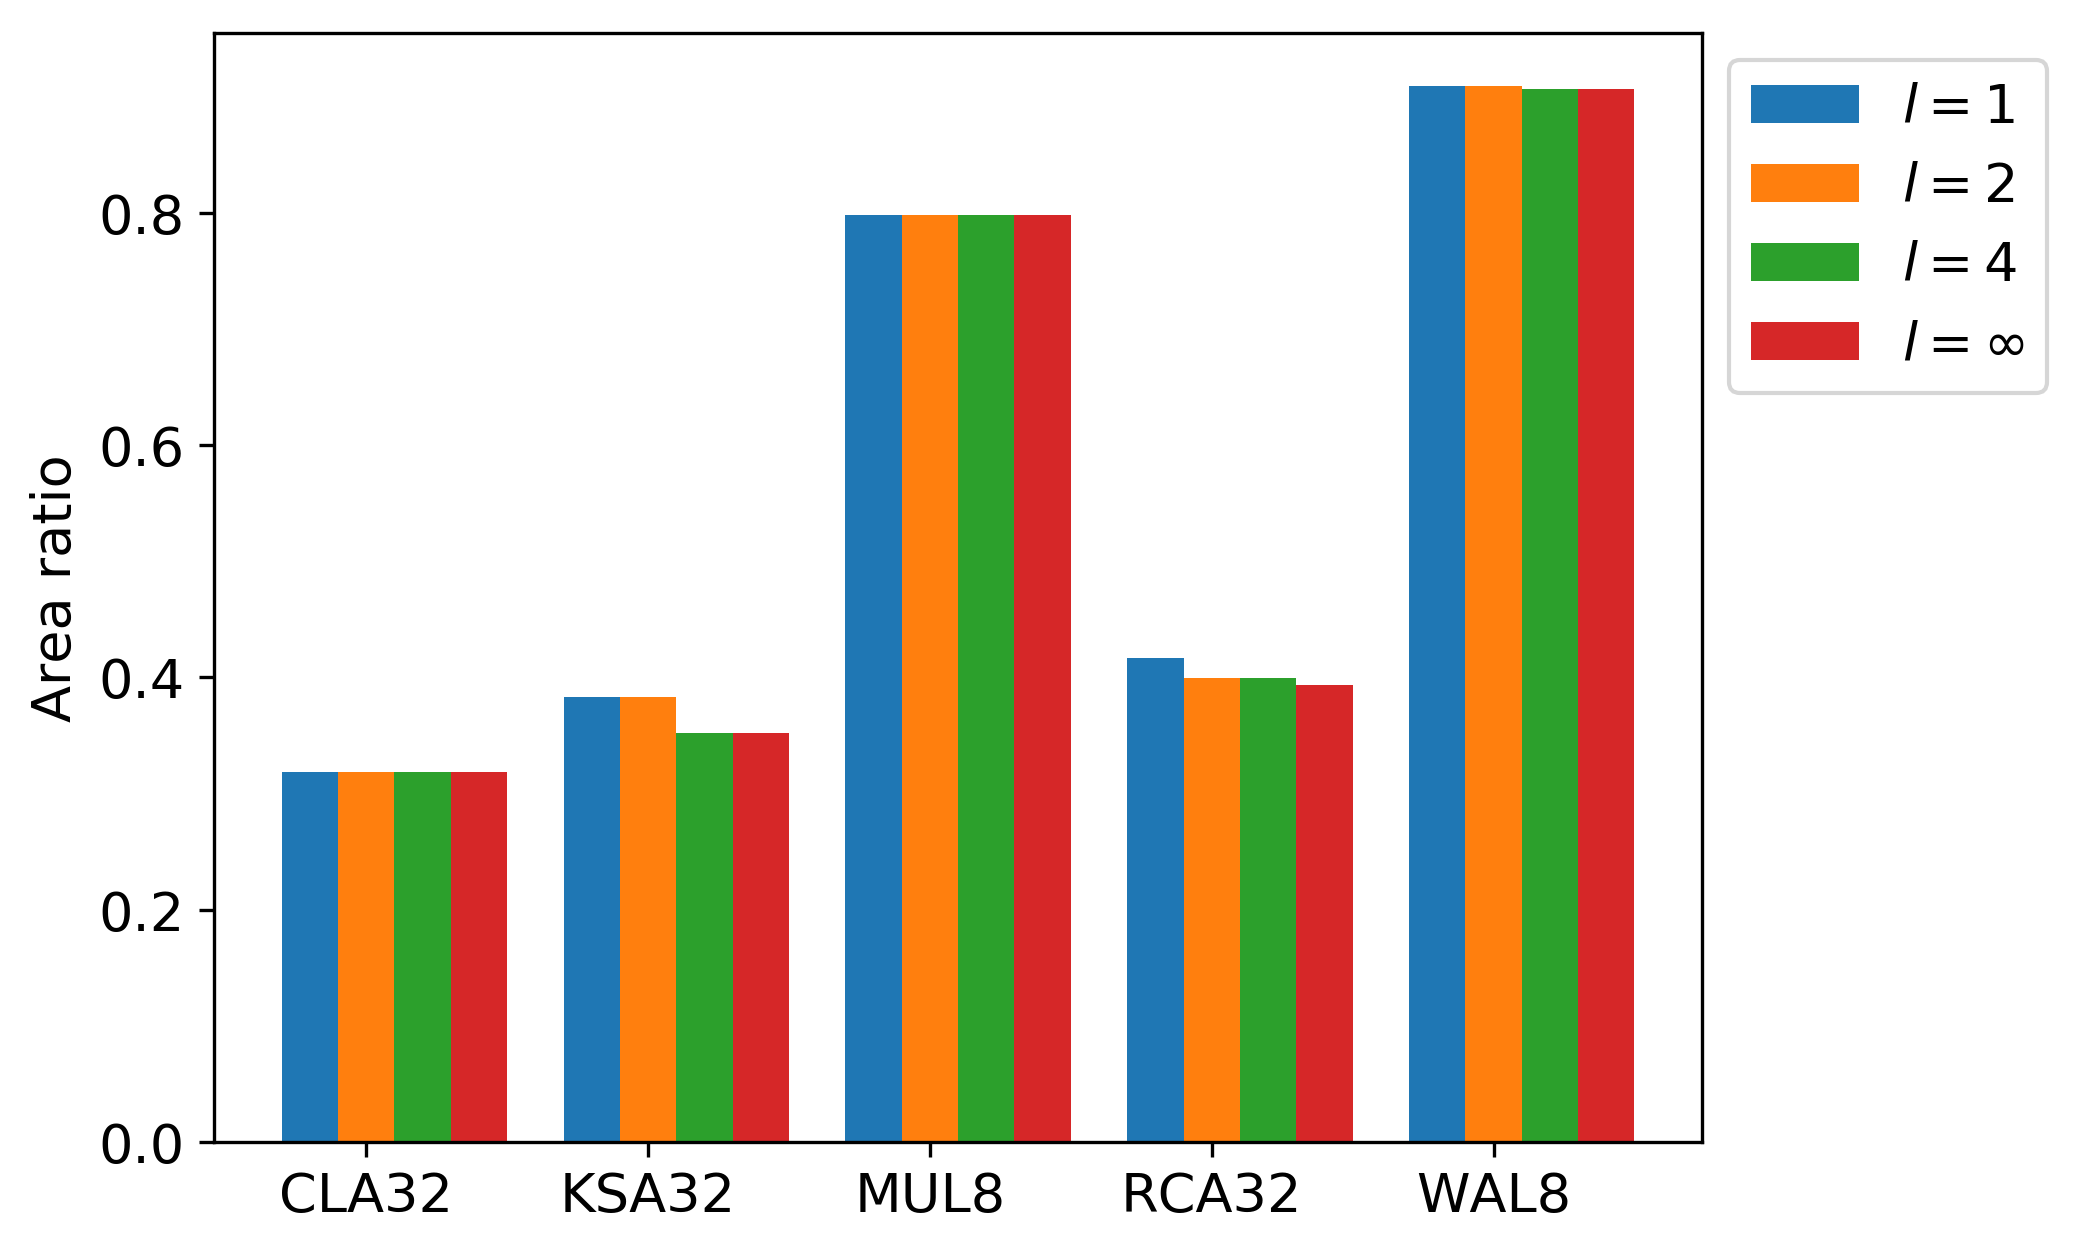 Area ratio
0.8
0.6
0.4
0.2
0.0
CLA32
KSA32
MUL8
RCA32
WAL8
l = 1
l = 2
l = 4
l = ∞